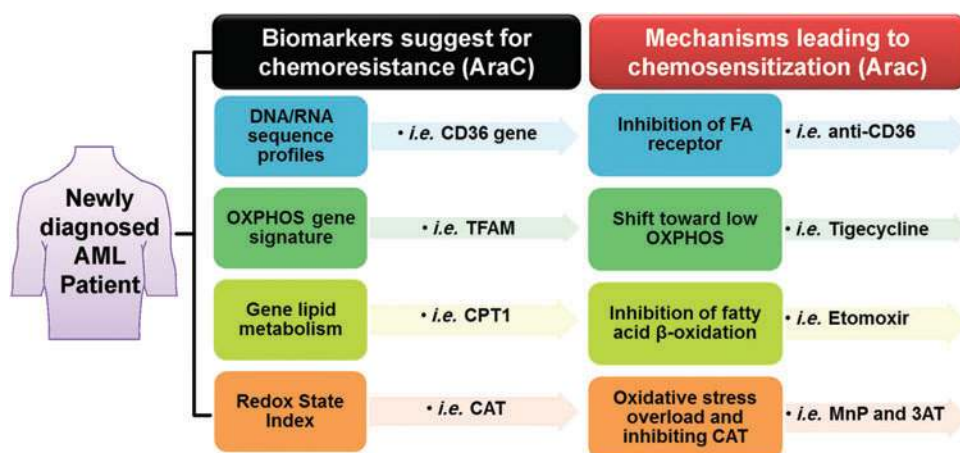 Newly
diagnosed
AML
Patient
Biomarkers suggest for
chemoresistance (AraC)
Mechanisms leading to
chemosensitization (Arac)
DNA/RNA
sequence
profiles
• i.e. CD36 gene
Inhibition of FA
receptor
• i.e. anti-CD36
OXPHOS gene
signature
• i.e. TFAM
Shift toward low
OXPHOS
• i.e. Tigecycline
Gene lipid
metabolism
• i.e. CPT1
Inhibition of fatty
acid β-oxidation
• i.e. Etomoxir
Redox State
Index
• i.e. CAT
Oxidative stress
overload and
inhibiting CAT
• i.e. MnP and 3AT